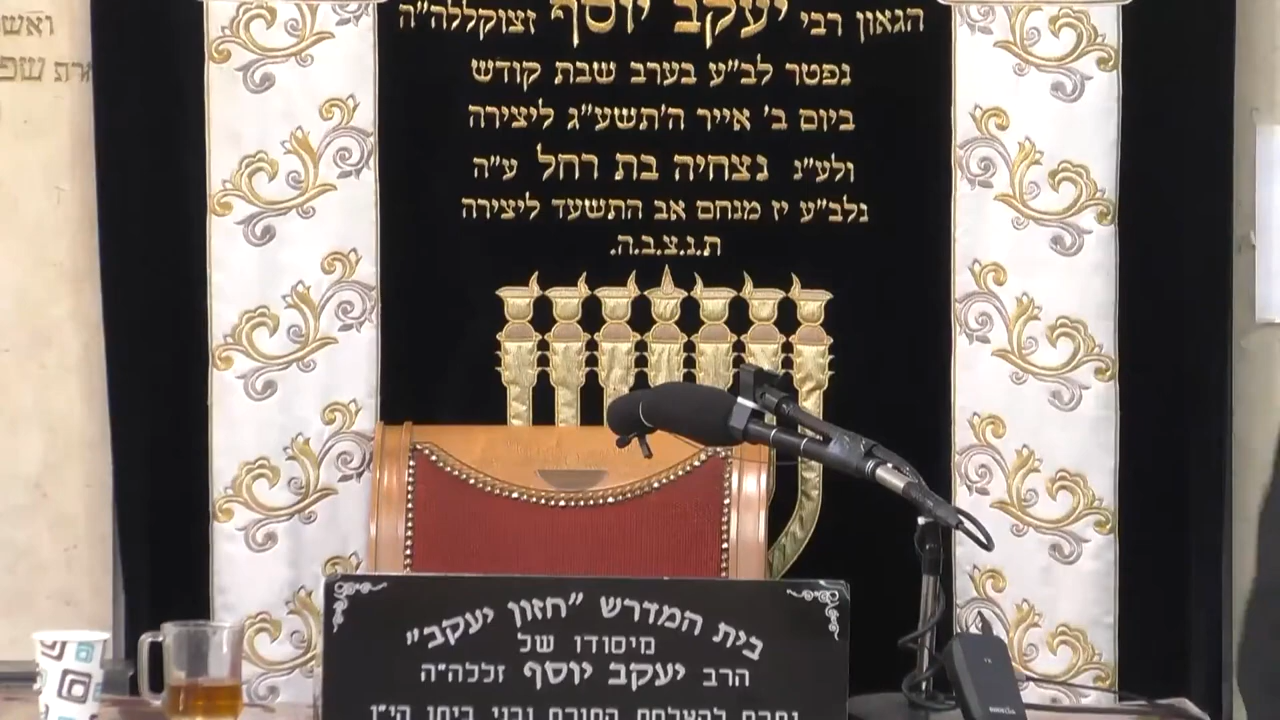 הגאון רבי יעקב יוסף זצוקללה"ה
נפטר לב"ע בערב שבת קודש
ביום ב' אייר ה'תשע"ג ליצירה
ולע"נ נצחיה בת רחל ע"ה
נלב"ע יז מנחם אב התשעד ליצירה
ת.נ.צ.ב.ה.
בית המדרש "חזון יעקב"
מיסודו של
הרב יעקב יוסף זללה"ה